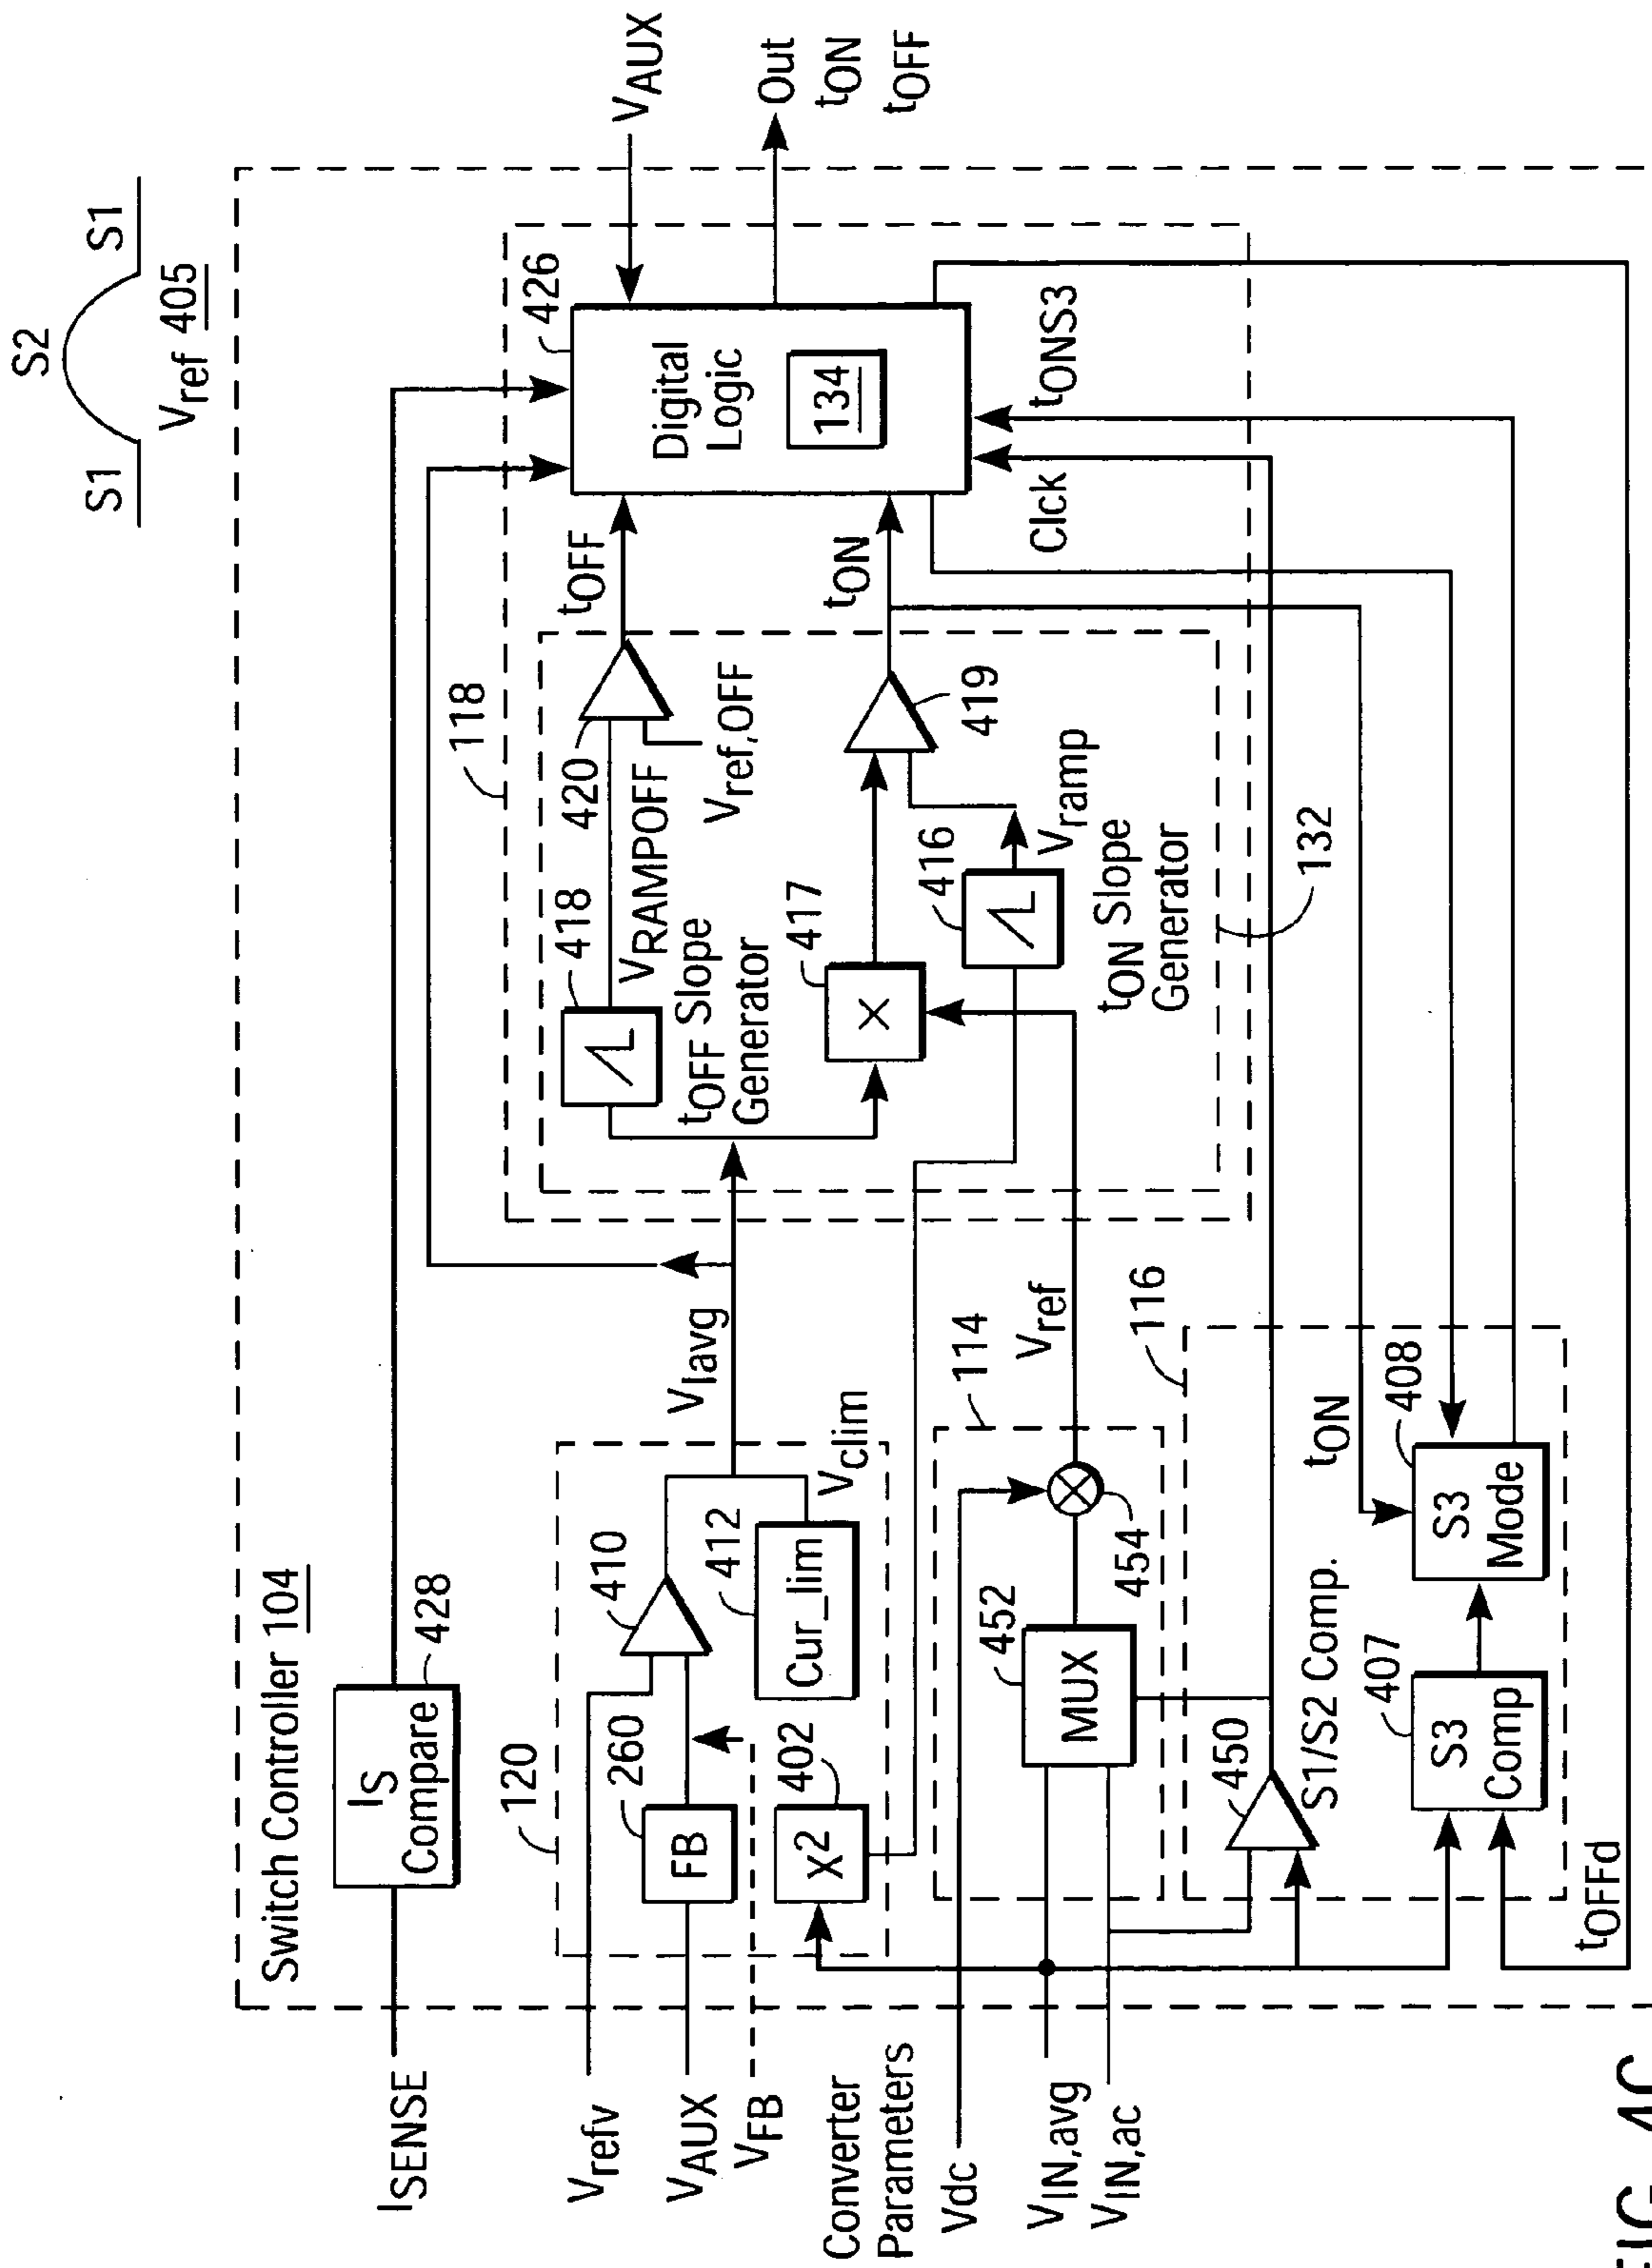 S2
S1
S1
Vref 405
Switch Controller 104
ISENSE
IS
Compare
428
118
426
VAUX
Digital
Logic
134
Out
tON
tOFF
tOFF
tON
Clck
tONS3
Vrefv
VAUX
VFB
Converter
Parameters
120
260
FB
410
412
Cur_lim
Vclim
402
X2
VIavg
418
VRAMPOFF
tOFF Slope
Generator
420
Vref,OFF
417
×
416
Vramp
tON Slope
Generator
419
132
Vdc
VIN,avg
VIN,ac
114
Vref
452
MUX
454
116
450
S1/S2 Comp.
407
S3
Comp
tON
408
S3
Mode
tOFFd
FIG. 4C